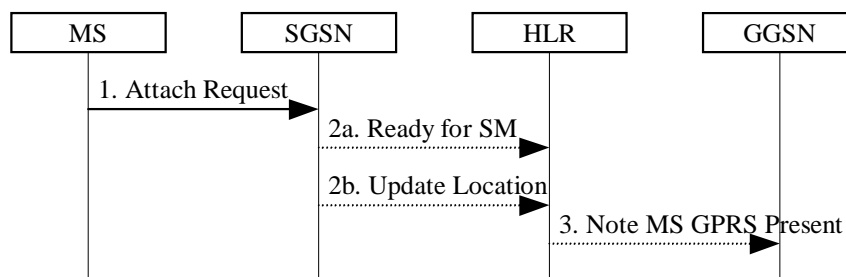 MS
SGSN
HLR
GGSN
1. Attach Request
2a. Ready for SM
2b. Update Location
3. Note MS GPRS Present